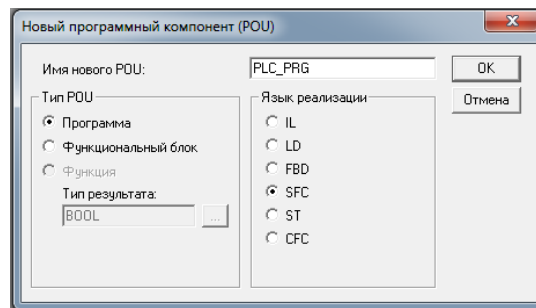 Новый программный компонент (POU)
Имя нового POU:
PLC_PRG
OK
Отмена
Тип POU
Программа
Функциональный блок
Функция
Тип результата:
BOOL
...
Язык реализации
IL
LD
FBD
SFC
ST
CFC